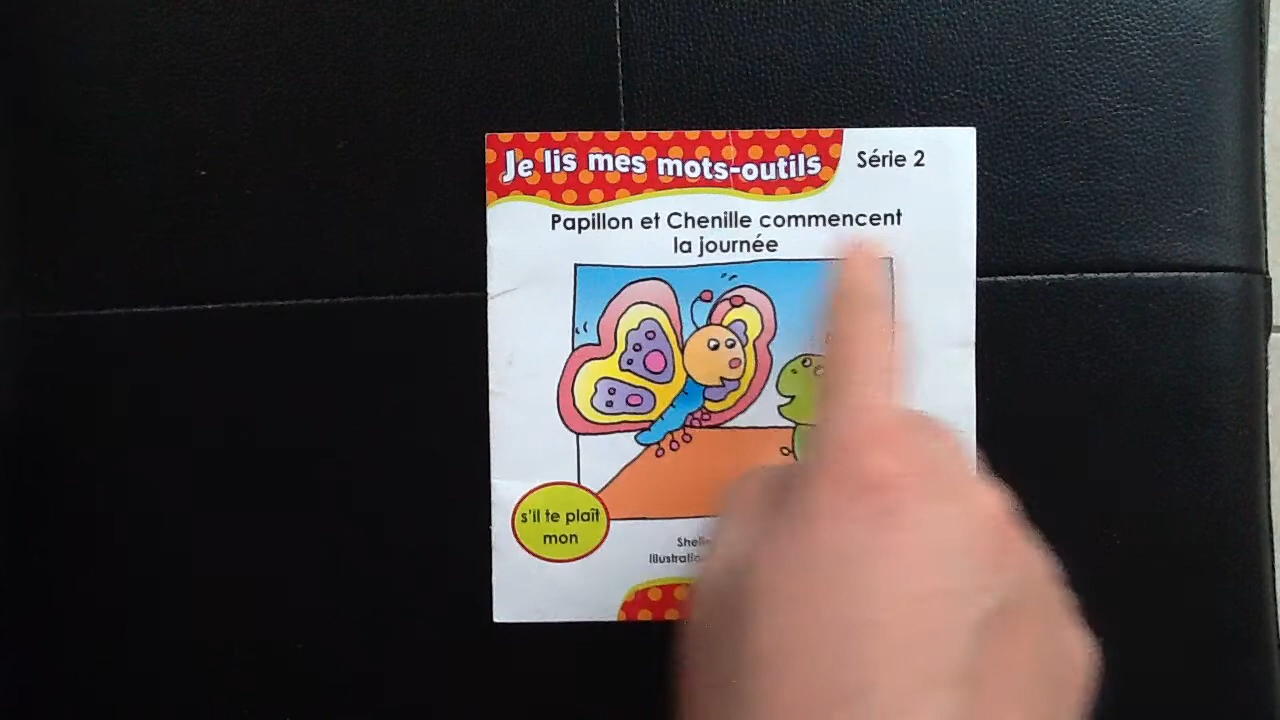 Je lis mes mots-outils
Série 2
Papillon et Chenille commencent
la journée
s'il te plaît
mon